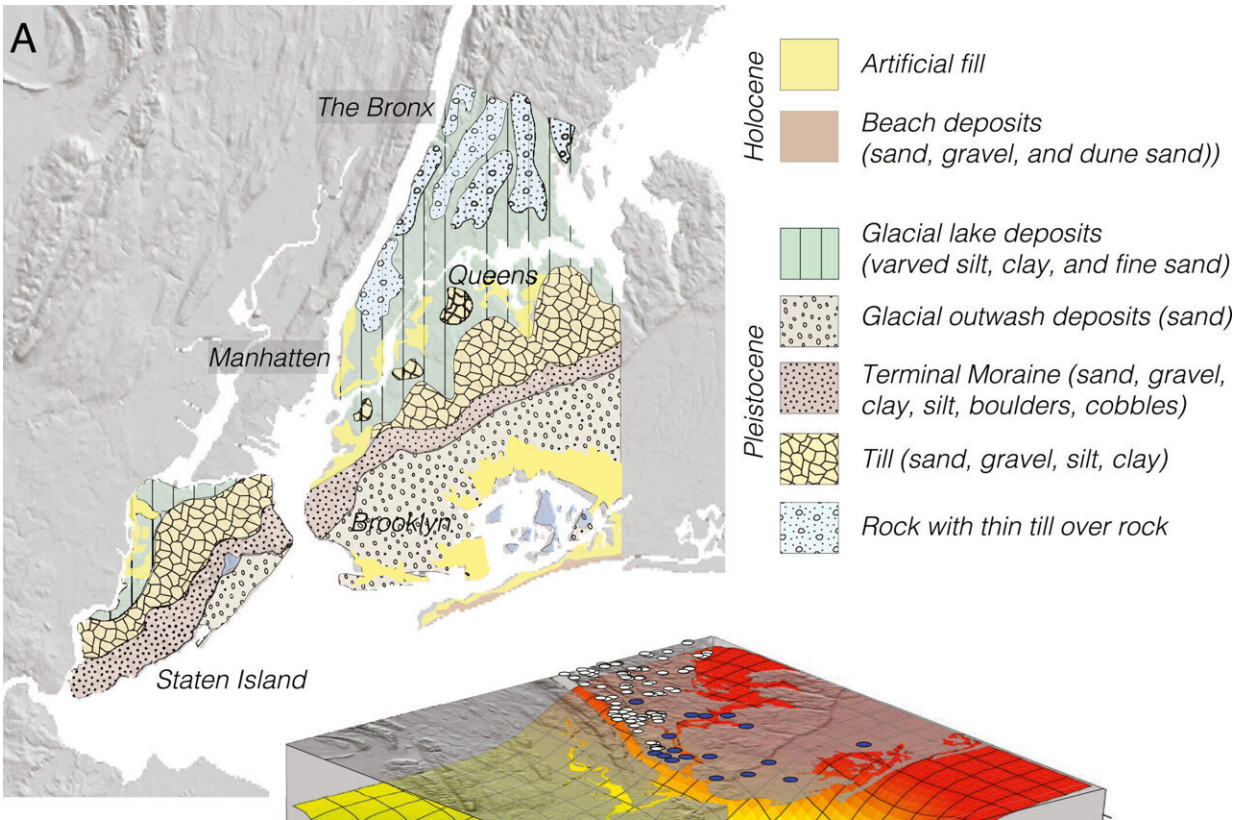 A
The Bronx
Queens
Manhatten
Brooklyn
Staten Island
Holocene
Artificial fill
Beach deposits
(sand, gravel, and dune sand))
Pleistocene
Glacial lake deposits
(varved silt, clay, and fine sand)
Glacial outwash deposits (sand)
Terminal Moraine (sand, gravel,
clay, silt, boulders, cobbles)
Till (sand, gravel, silt, clay)
Rock with thin till over rock